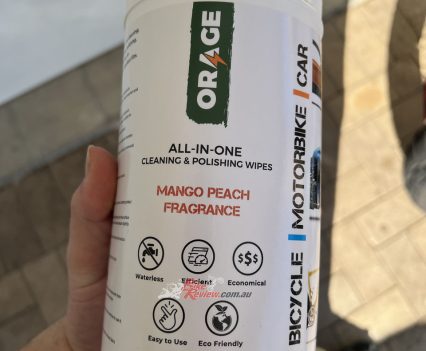 ORAGE
ALL-IN-ONE
CLEANING & POLISHING WIPES
MANGO PEACH
FRAGRANCE
$$$
Waterless
Efficient
Economical
BikeReview.com.au
Easy to Use
Eco Friendly
BICYCLE | MOTORBIKE | CAR